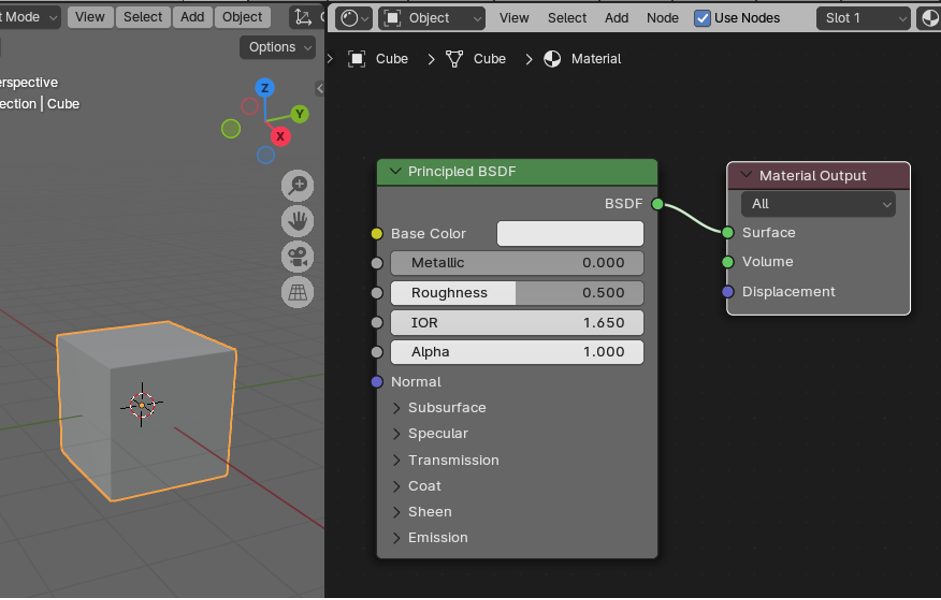 t Mode View Select Add Object
Object View Select Add Node Use Nodes Slot 1
Options
Cube Cube Material
erspective
ection | Cube
Z
Y
X
Principled BSDF
BSDF
Base Color
Metallic 0.000
Roughness 0.500
IOR 1.650
Alpha 1.000
Normal
Subsurface
Specular
Transmission
Coat
Sheen
Emission
Material Output
All
Surface
Volume
Displacement